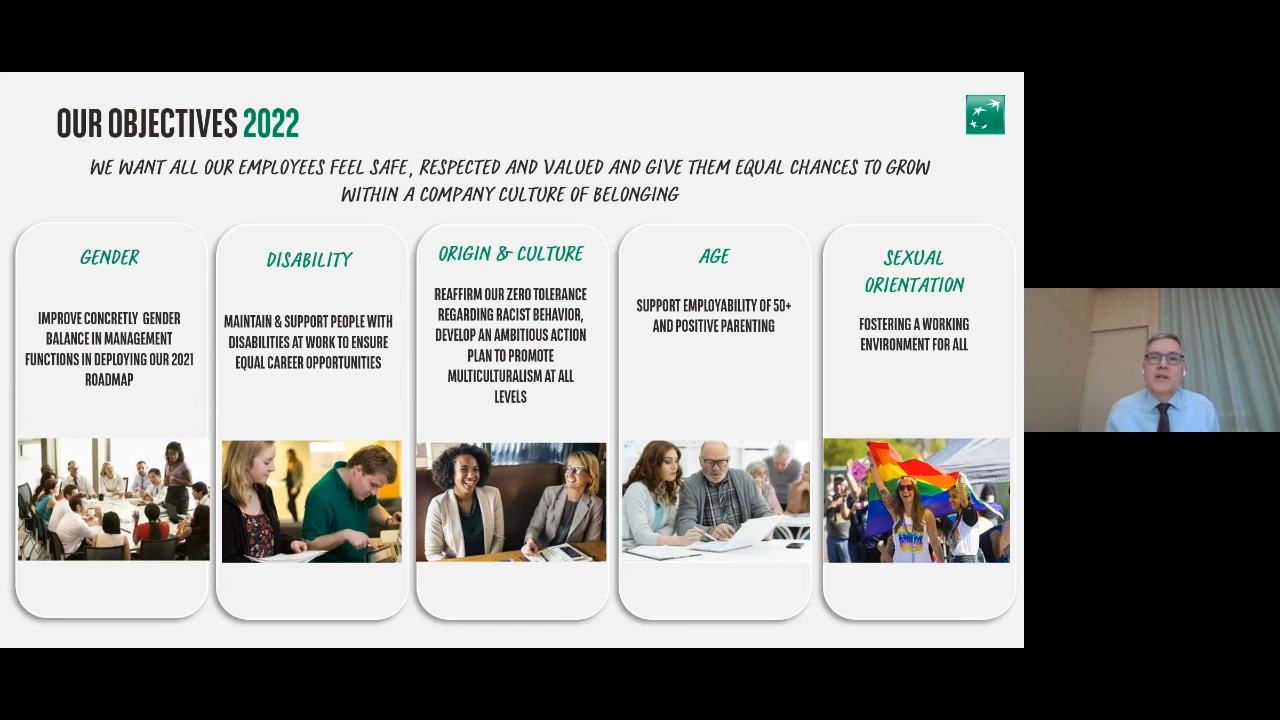 OUR OBJECTIVES 2022
WE WANT ALL OUR EMPLOYEES FEEL SAFE, RESPECTED AND VALUED AND GIVE THEM EQUAL CHANCES TO GROW
WITHIN A COMPANY CULTURE OF BELONGING
GENDER
IMPROVE CONCRETLY GENDER
BALANCE IN MANAGEMENT
FUNCTIONS IN DEPLOYING OUR 2021
ROADMAP
DISABILITY
MAINTAIN & SUPPORT PEOPLE WITH
DISABILITIES AT WORK TO ENSURE
EQUAL CAREER OPPORTUNITIES
ORIGIN & CULTURE
REAFFIRM OUR ZERO TOLERANCE
REGARDING RACIST BEHAVIOR,
DEVELOP AN AMBITIOUS ACTION
PLAN TO PROMOTE
MULTICULTURALISM AT ALL
LEVELS
AGE
SUPPORT EMPLOYABILITY OF 50+
AND POSITIVE PARENTING
SEXUAL
ORIENTATION
FOSTERING A WORKING
ENVIRONMENT FOR ALL